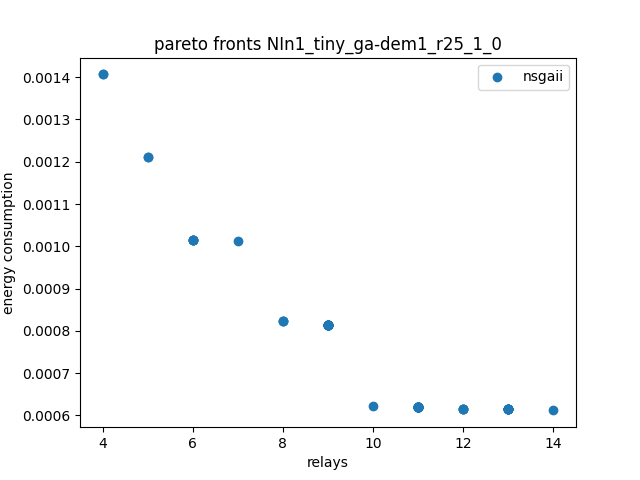 pareto fronts NIn1_tiny_ga-dem1_r25_1_0
nsgaii
0.0014
0.0013
0.0012
0.0011
0.0010
0.0009
0.0008
0.0007
0.0006
energy consumption
4 6 8 10 12 14
relays